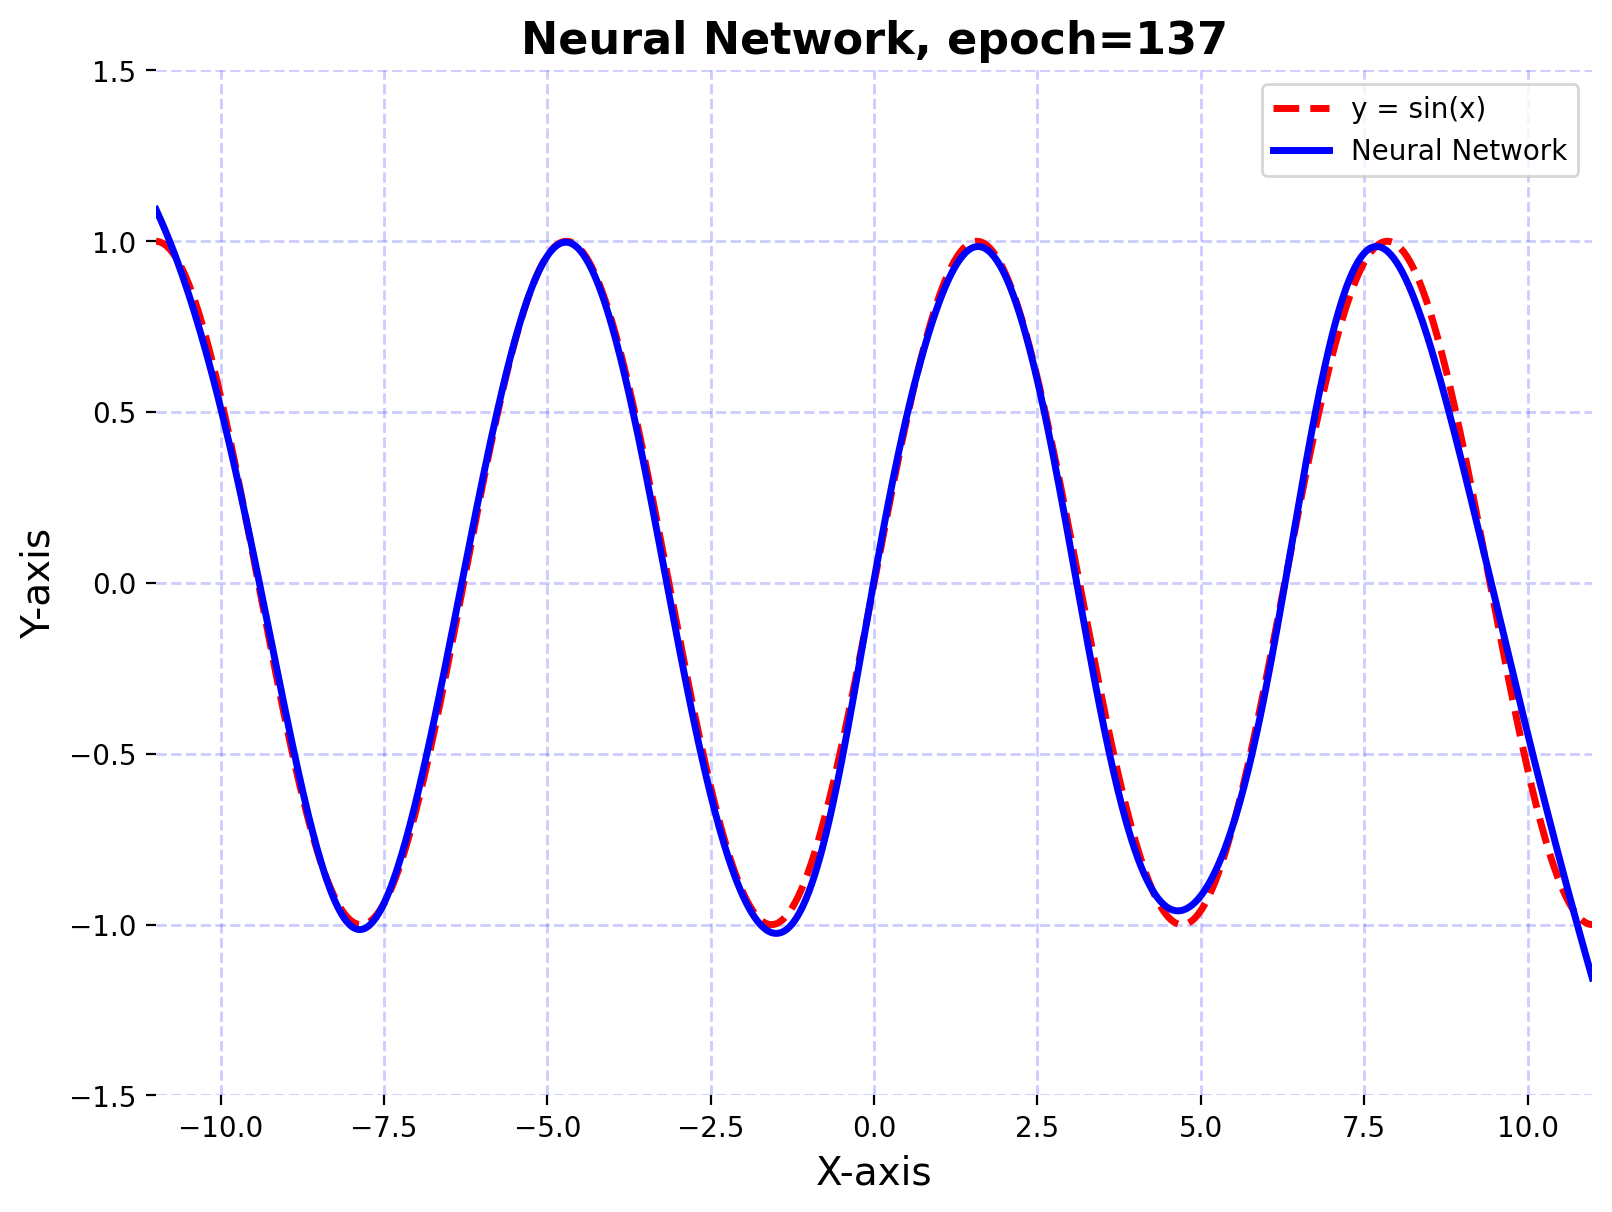 Neural Network, epoch=137
1.5
y = sin(x)
Neural Network
1.0
0.5
0.0
−0.5
−1.0
−1.5
Y-axis
−10.0 −7.5 −5.0 −2.5 0.0 2.5 5.0 7.5 10.0
X-axis